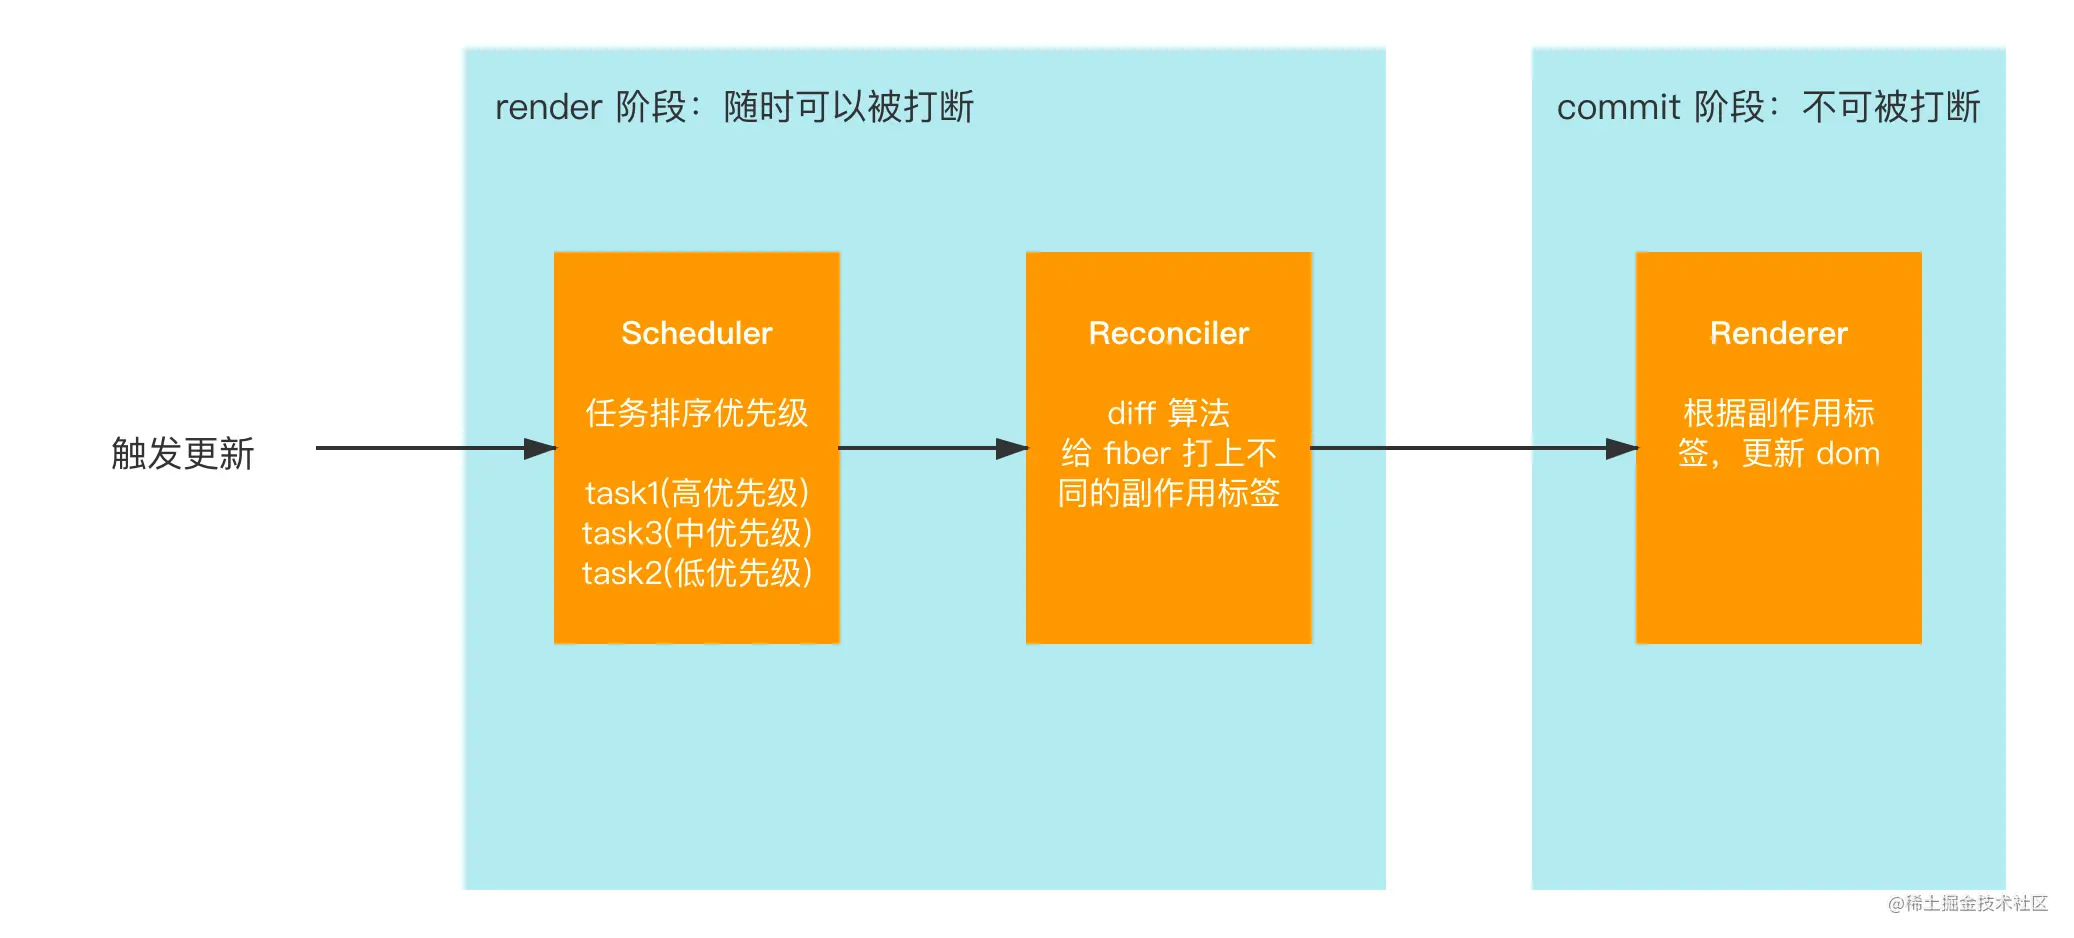 render 阶段：随时可以被打断
commit 阶段：不可被打断
触发更新
Scheduler
任务排序优先级
task1(高优先级)
task3(中优先级)
task2(低优先级)
Reconciler
diff 算法
给 fiber 打上不
同的副作用标签
Renderer
根据副作用标
签，更新 dom
@稀土掘金技术社区